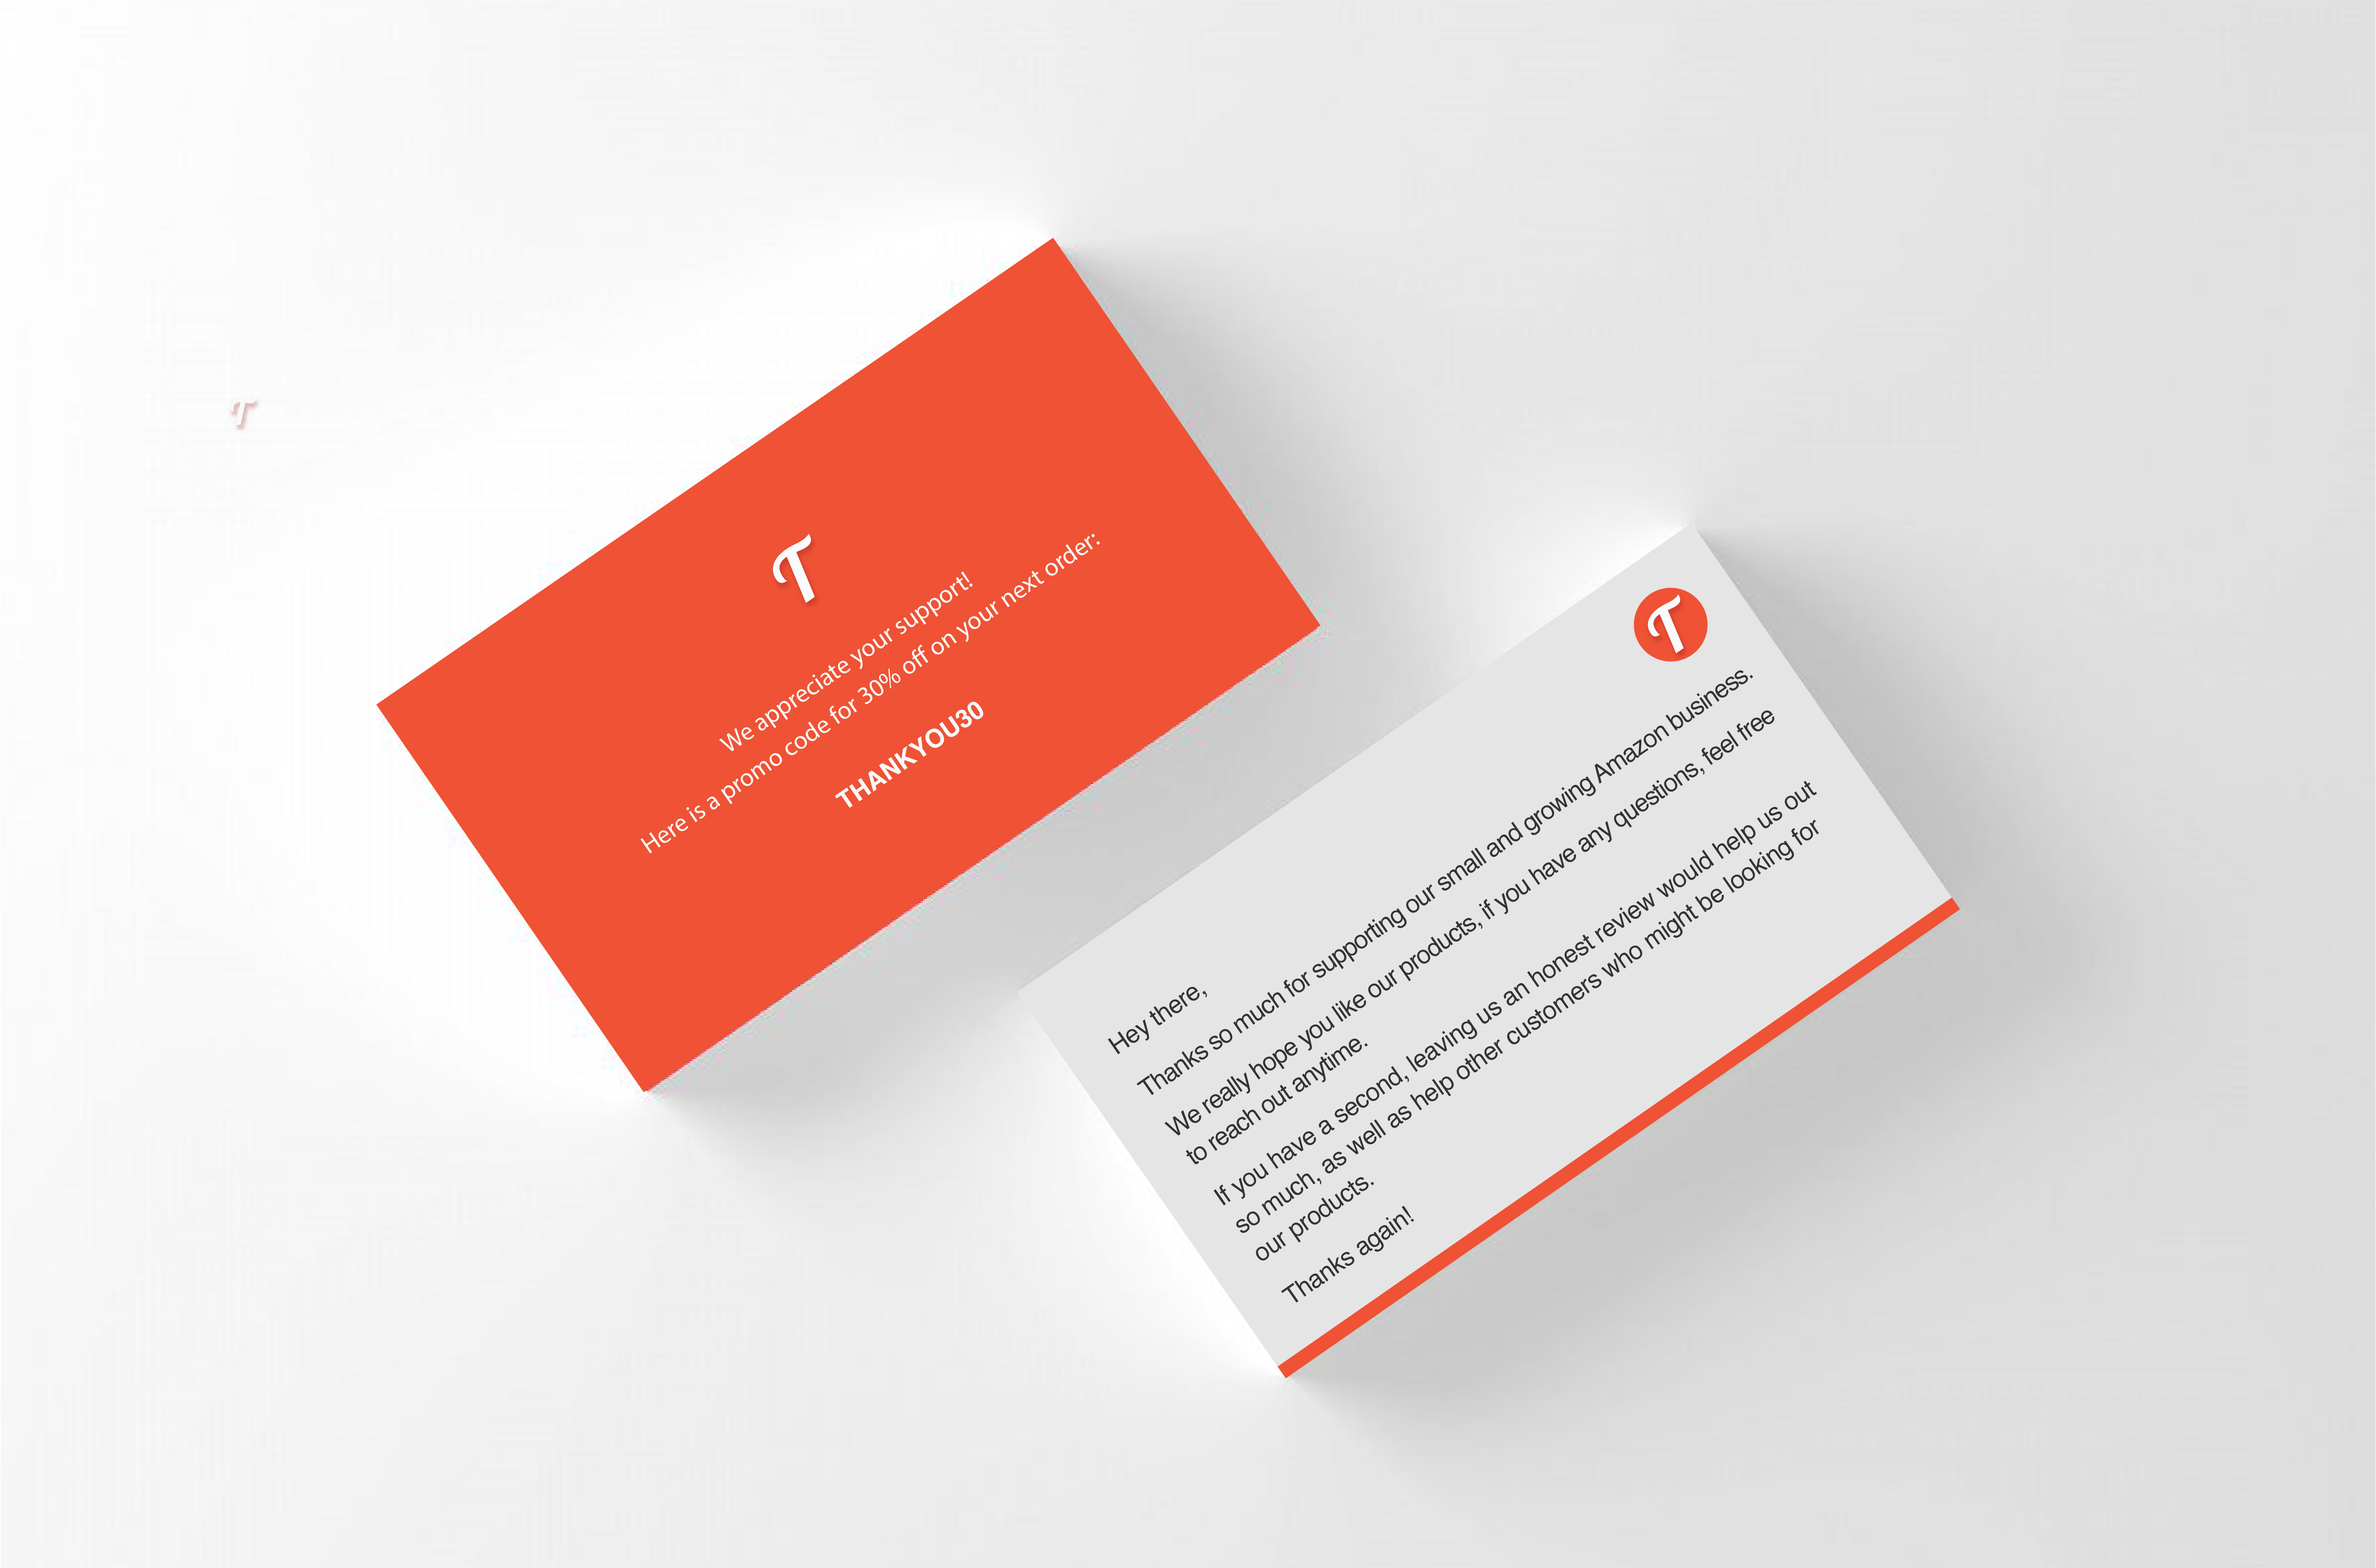 T
T
We appreciate your support!
Here is a promo code for 30% off on your next order:
THANKYOU30
T
Hey there,
Thanks so much for supporting our small and growing Amazon business.
We really hope you like our products, if you have any questions, feel free
to reach out anytime.
If you have a second, leaving us an honest review would help us out
so much, as well as help other customers who might be looking for
our products.
Thanks again!